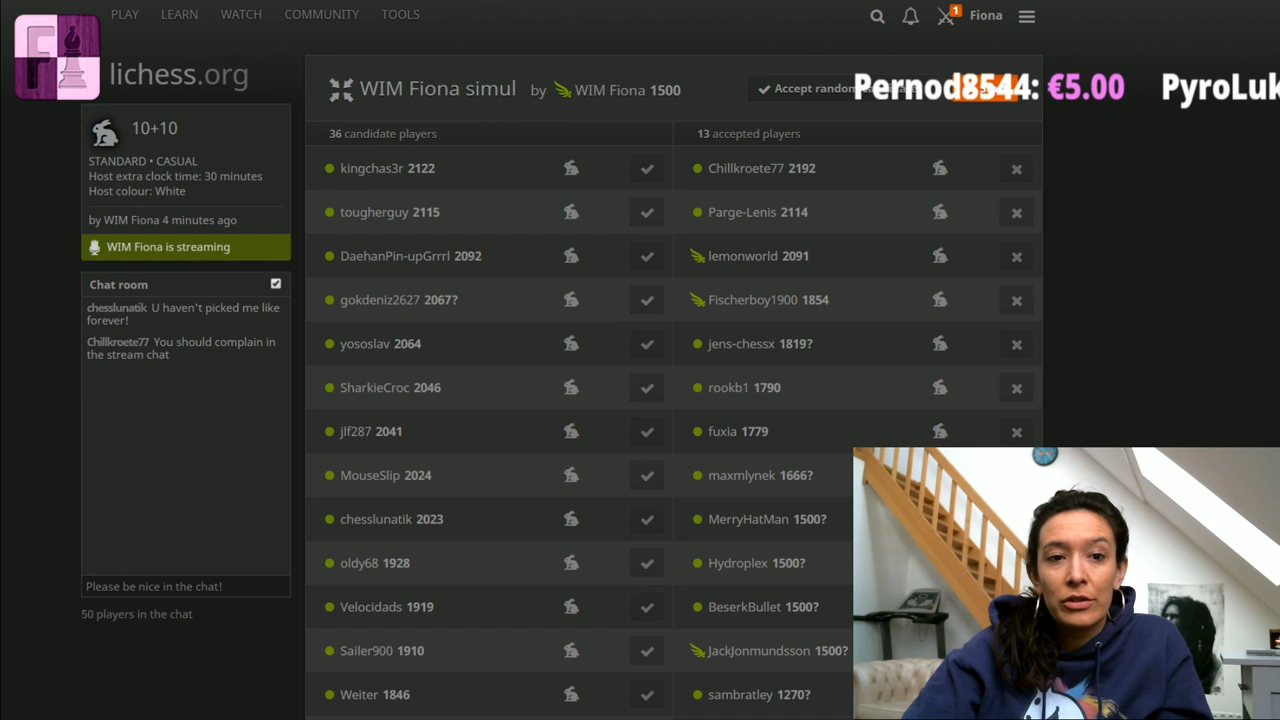 PLAY LEARN WATCH COMMUNITY TOOLS
1 Fiona
lichess.org
10+10
STANDARD • CASUAL
Host extra clock time: 30 minutes
Host colour: White
by WIM Fiona 4 minutes ago
WIM Fiona is streaming
Chat room
chesslunatik U haven't picked me like
forever!
Chillkroete77 You should complain in
the stream chat
Please be nice in the chat!
50 players in the chat
WIM Fiona simul by WIM Fiona 1500
Accept random
Pernod8544: €5.00 PyroLuk
36 candidate players
13 accepted players
kingchas3r 2122
Chillkroete77 2192
tougherguy 2115
Parge-Lenis 2114
DaehanPin-upGrrrl 2092
lemonworld 2091
gokdeniz2627 2067?
Fischerboy1900 1854
yososlav 2064
jens-chessx 1819?
SharkieCroc 2046
rookb1 1790
jlf287 2041
fuxia 1779
MouseSlip 2024
maxmlynek 1666?
chesslunatik 2023
MerryHatMan 1500?
oldy68 1928
Hydroplex 1500?
Velocidads 1919
BeserkBullet 1500?
Sailer900 1910
JackJonmundsson 1500?
Weiter 1846
sambratley 1270?